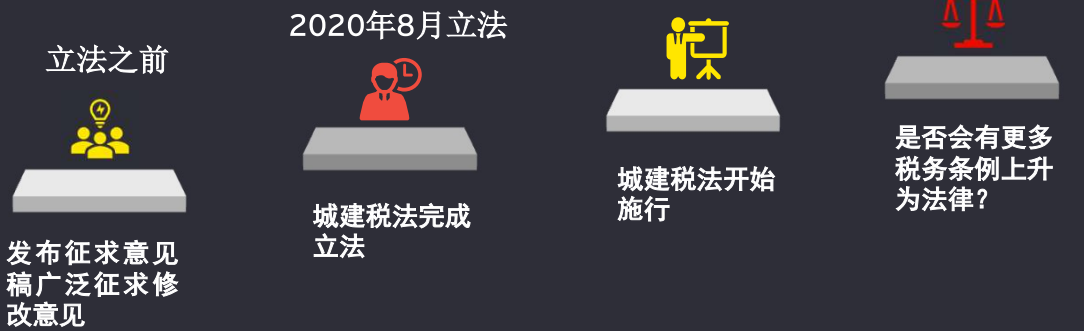 立法之前
发布征求意见
稿广泛征求修
改意见
2020年8月立法
城建税法完成
立法
城建税法开始
施行
是否会有更多
税务条例上升
为法律？